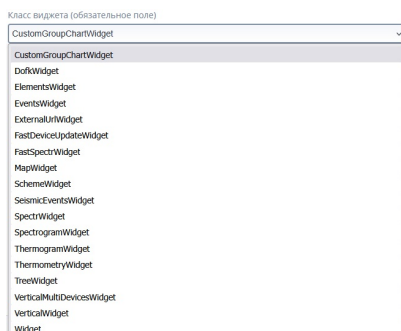 Класс виджета (обязательное поле)
CustomGroupChartWidget
CustomGroupChartWidget
DofkWidget
ElementsWidget
EventsWidget
ExternalUrlWidget
FastDeviceUpdateWidget
FastSpectrWidget
MapWidget
SchemeWidget
SeismicEventsWidget
SpectrWidget
SpectrogramWidget
ThermogramWidget
ThermometryWidget
TreeWidget
VerticalMultiDevicesWidget
VerticalWidget
Widget